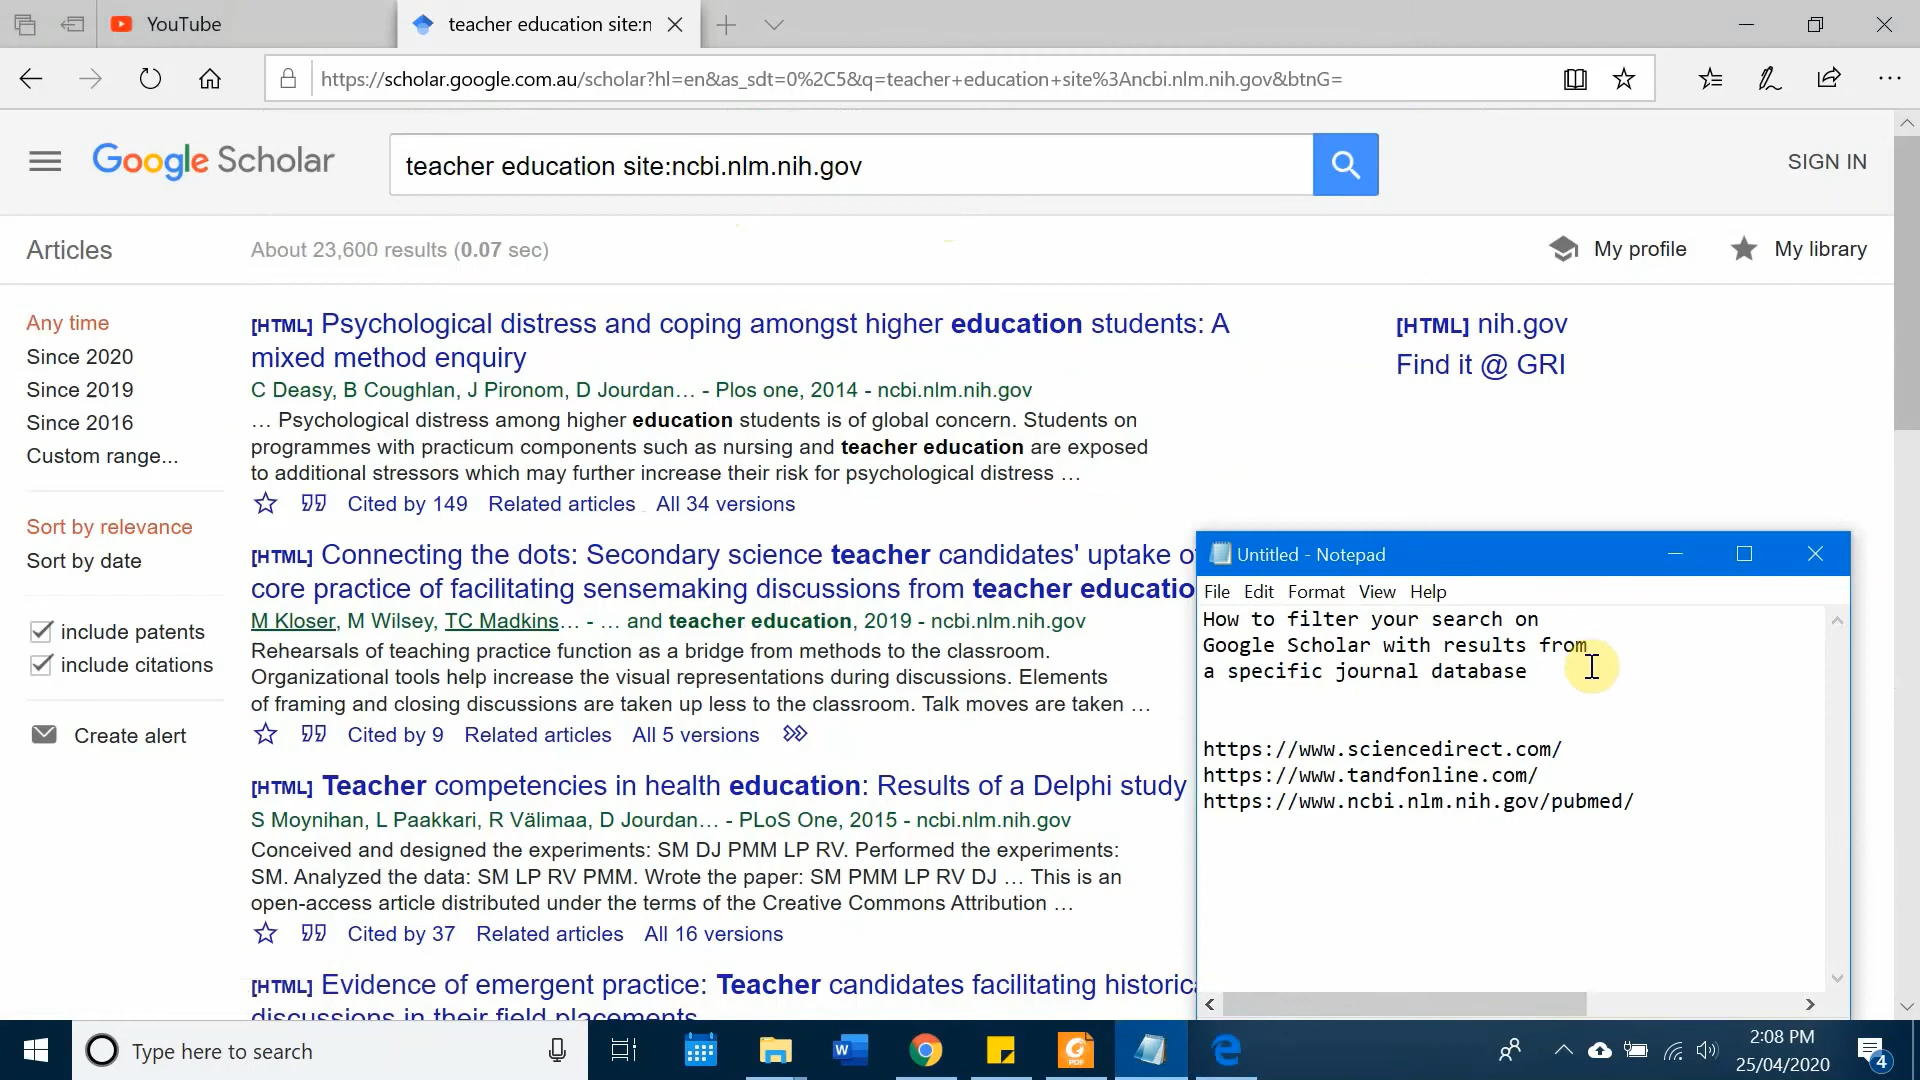 YouTube
teacher education site:n
https://scholar.google.com.au/scholar?hl=en&as_sdt=0%2C5&q=teacher+education+site%3Ancbi.nlm.nih.gov&btnG=
Google Scholar
teacher education site:ncbi.nlm.nih.gov
SIGN IN
Articles
About 23,600 results (0.07 sec)
My profile
My library
Any time
Since 2020
Since 2019
Since 2016
Custom range...
Sort by relevance
Sort by date
include patents
include citations
Create alert
[HTML] Psychological distress and coping amongst higher education students: A
mixed method enquiry
C Deasy, B Coughlan, J Pironom, D Jourdan… - Plos one, 2014 - ncbi.nlm.nih.gov
… Psychological distress among higher education students is of global concern. Students on
programmes with practicum components such as nursing and teacher education are exposed
to additional stressors which may further increase their risk for psychological distress …
Cited by 149 Related articles All 34 versions
[HTML] nih.gov
Find it @ GRI
[HTML] Connecting the dots: Secondary science teacher candidates' uptake o
core practice of facilitating sensemaking discussions from teacher educatio
M Kloser, M Wilsey, TC Madkins… - … and teacher education, 2019 - ncbi.nlm.nih.gov
Rehearsals of teaching practice function as a bridge from methods to the classroom.
Organizational tools help increase the visual representations during discussions. Elements
of framing and closing discussions are taken up less to the classroom. Talk moves are taken …
Cited by 9 Related articles All 5 versions
[HTML] Teacher competencies in health education: Results of a Delphi study
S Moynihan, L Paakkari, R Välimaa, D Jourdan… - PLoS One, 2015 - ncbi.nlm.nih.gov
Conceived and designed the experiments: SM DJ PMM LP RV. Performed the experiments:
SM. Analyzed the data: SM LP RV PMM. Wrote the paper: SM PMM LP RV DJ … This is an
open-access article distributed under the terms of the Creative Commons Attribution …
Cited by 37 Related articles All 16 versions
[HTML] Evidence of emergent practice: Teacher candidates facilitating historic
discussions in their field placements
Untitled - Notepad
File Edit Format View Help
How to filter your search on
Google Scholar with results from
a specific journal database
https://www.sciencedirect.com/
https://www.tandfonline.com/
https://www.ncbi.nlm.nih.gov/pubmed/
Type here to search
PDF
2:08 PM
25/04/2020
4